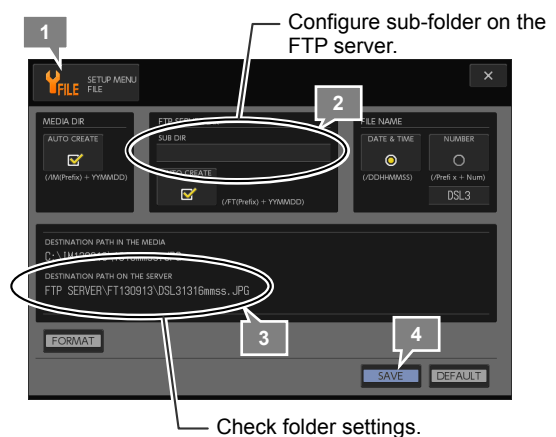 Configure sub-folder on the
FTP server.
1
FILE
SETUP MENU
FILE
×
2
MEDIA DIR
AUTO CREATE
(/IM(Prefix) + YYMMDD)
SUB DIR
AUTO CREATE
(/FT(Prefix) + YYMMDD)
FILE NAME
DATE & TIME
NUMBER
(/DDHHMMSS)
(/Prefi x + Num)
DSL3
DESTINATION PATH IN THE MEDIA
DESTINATION PATH ON THE SERVER
FTP SERVER\FT130913\DSL31316mmss.JPG
3
4
FORMAT
SAVE
DEFAULT
Check folder settings.